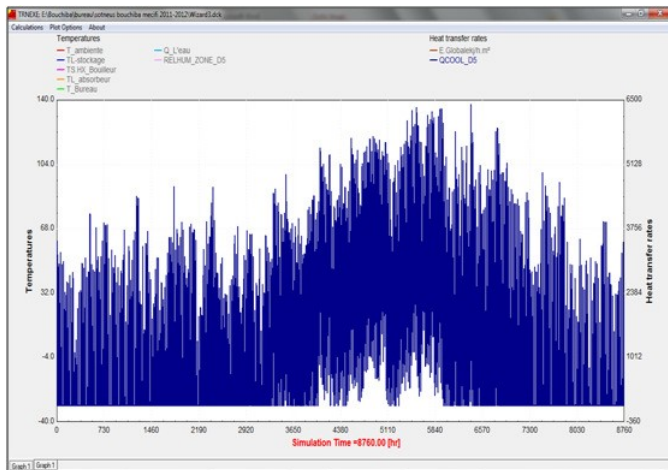 TRNEXE: E:\Bouchiba\bureau\sotneus bouchiba mecifi 2011-2012\Wizard3.dck
Calculations Plot Options About
Temperatures
Heat transfer rates
T_ambiente
Q_L'eau
E.Globalekj/h.m²
TL-stockage
RELHUM_ZONE_D5
QCOOL_D5
TS.HX_Bouilleur
TL_absorbeur
T_Bureau
140.0
6500
104.0
5128
68.0
3756
32.0
2384
-4.0
1012
-40.0
-360
Temperatures
Heat transfer rates
0 730 1460 2190 2920 3650 4380 5110 5840 6570 7300 8030 8760
Simulation Time =8760.00 [hr]
Graph 1 Graph 1